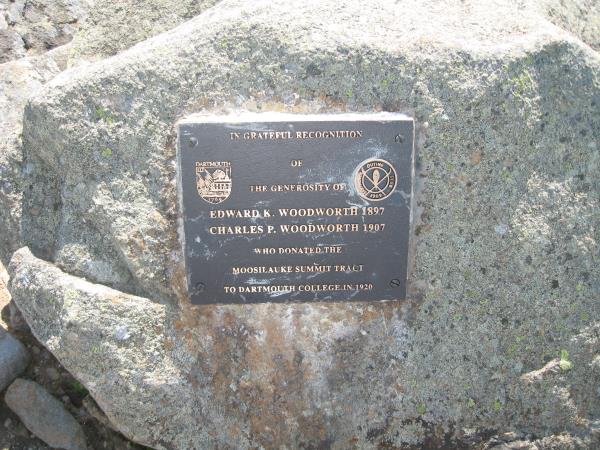 IN GRATEFUL RECOGNITION
OF
DARTMOUTH
THE GENEROSITY OF
OUTING
EDWARD K. WOODWORTH 1897
CHARLES P. WOODWORTH 1907
WHO DONATED THE
MOOSILAUKE SUMMIT TRACT
TO DARTMOUTH COLLEGE IN 1920